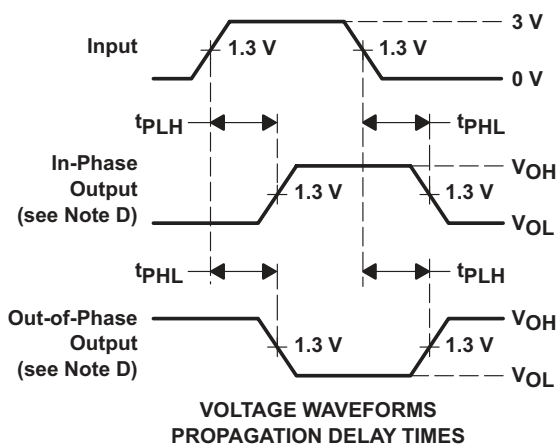 3 V
Input
1.3 V
1.3 V
0 V
tPLH
tPHL
In-Phase
Output
(see Note D)
VOH
1.3 V
1.3 V
VOL
tPHL
tPLH
Out-of-Phase
Output
(see Note D)
VOH
1.3 V
1.3 V
VOL
VOLTAGE WAVEFORMS
PROPAGATION DELAY TIMES